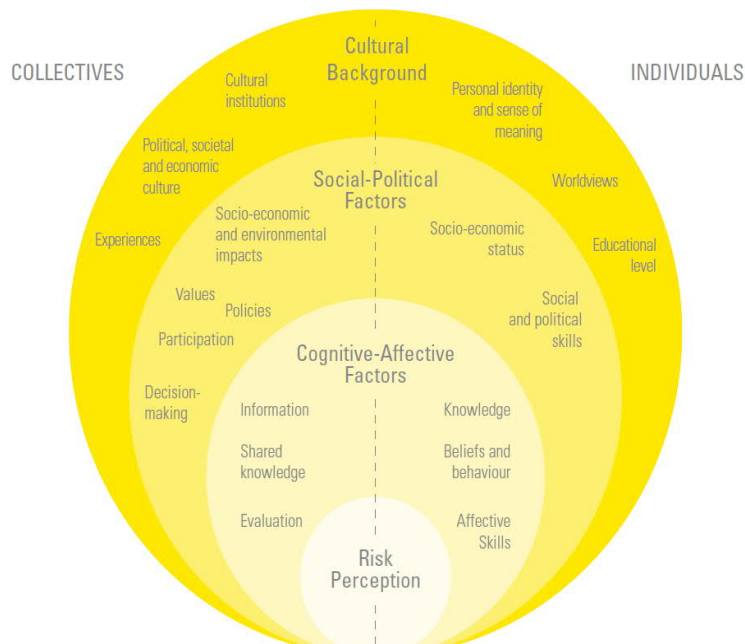 COLLECTIVES
INDIVIDUALS
Cultural
Background
Cultural
institutions
Personal identity
and sense of
meaning
Political, societal
and economic
culture
Worldviews
Experiences
Educational
level
Social-Political
Factors
Socio-economic
and environmental
impacts
Socio-economic
status
Values
Policies
Participation
Social
and political
skills
Decision-
making
Cognitive-Affective
Factors
Information
Knowledge
Shared
knowledge
Beliefs and
behaviour
Evaluation
Affective
Skills
Risk
Perception